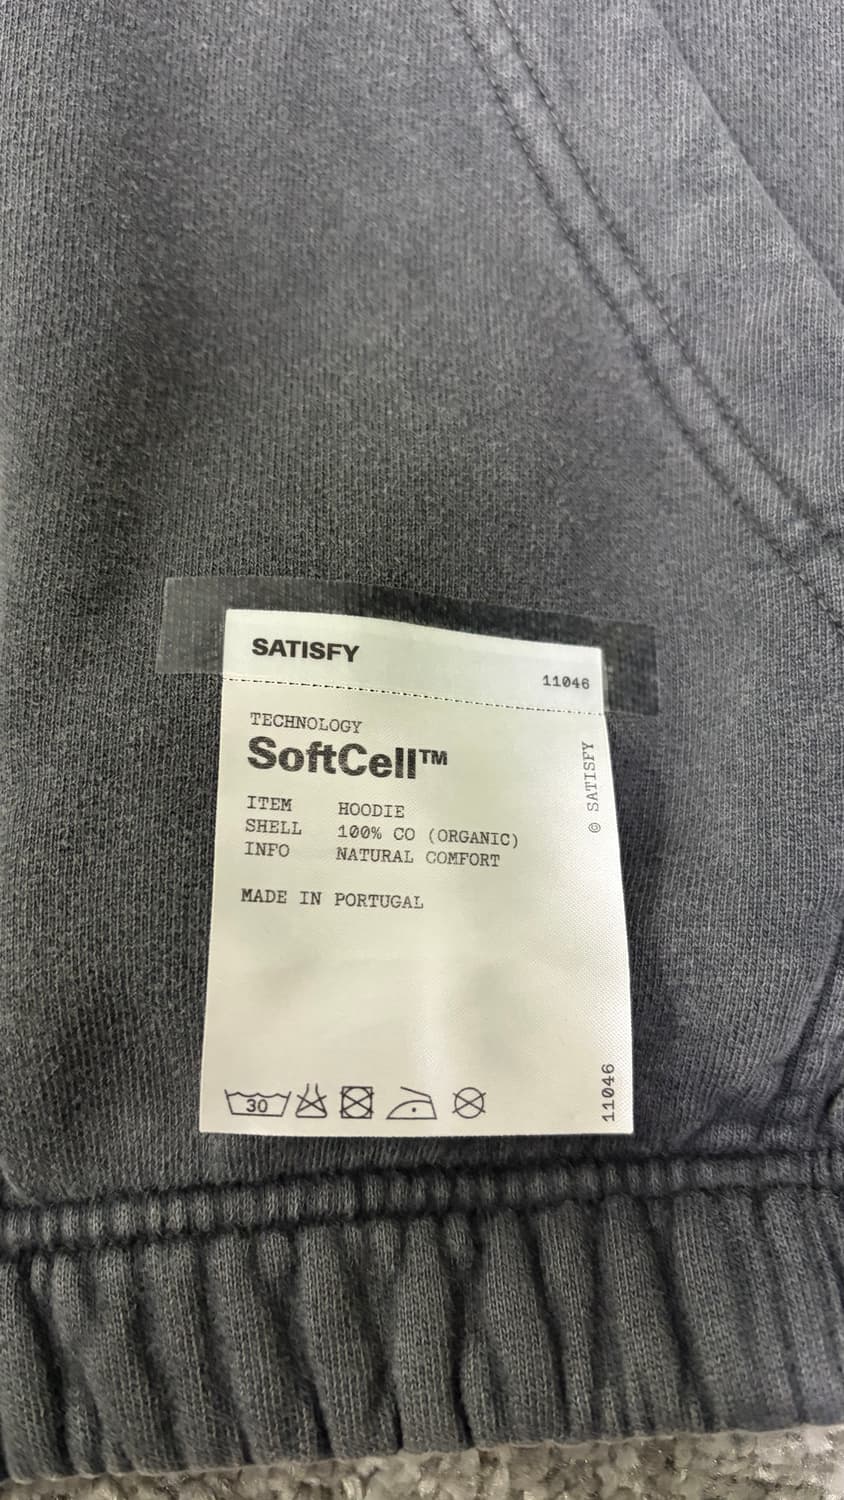 SATISFY
11046
TECHNOLOGY
SoftCell™
ITEM HOODIE
SHELL 100% CO (ORGANIC)
INFO NATURAL COMFORT
MADE IN PORTUGAL
© SATISFY
30
11046